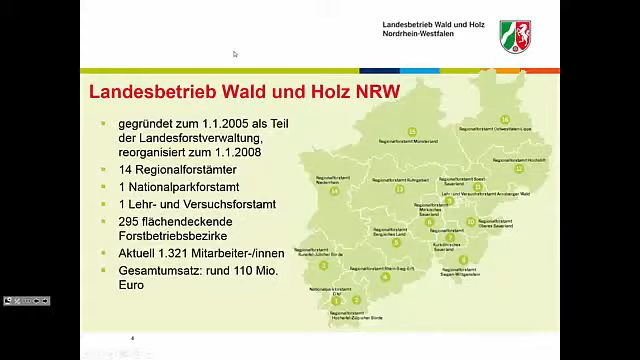 Landesbetrieb Wald und Holz
Nordrhein-Westfalen
Landesbetrieb Wald und Holz NRW
gegründet zum 1.1.2005 als Teil
der Landesforstverwaltung,
reorganisiert zum 1.1.2008
14 Regionalforstämter
1 Nationalparkforstamt
1 Lehr- und Versuchsforstamt
295 flächendeckende
Forstbetriebsbezirke
Aktuell 1.321 Mitarbeiter-/innen
Gesamtumsatz: rund 110 Mio.
Euro
Regionalforstamt Ostwestfalen-Lippe
Regionalforstamt Münsterland
Regionalforstamt Hochstift
Regionalforstamt
Niederrhein
Regionalforstamt Ruhrgebiet
Regionalforstamt Soest-
Sauerland
Lehr- und Versuchsforstamt Arnsberger Wald
Regionalforstamt
Märkisches
Sauerland
Regionalforstamt
Oberes Sauerland
Regionalforstamt
Bergisches Land
Regionalforstamt
Kurkölnisches
Sauerland
Regionalforstamt
Rureifel-Jülicher Börde
Regionalforstamt Rhein-Sieg-Erft
Regionalforstamt
Siegen-Wittgenstein
Nationalparkforstamt
Eifel
Regionalforstamt
Hocheifel-Zülpicher Börde
4